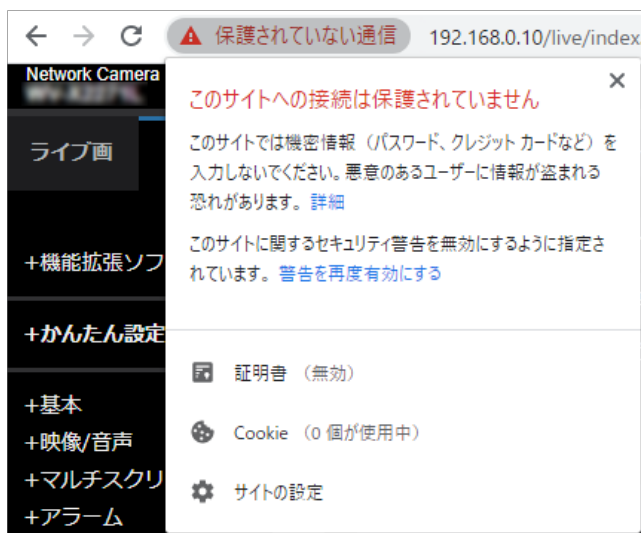 保護されていない通信 192.168.0.10/live/index
Network Camera
このサイトへの接続は保護されていません
ライブ画
このサイトでは機密情報（パスワード、クレジット カードなど）を
入力しないでください。悪意のあるユーザーに情報が盗まれる
恐れがあります。詳細
このサイトに関するセキュリティ警告を無効にするように指定さ
れています。警告を再度有効にする
+機能拡張ソフ
+かんたん設定
証明書（無効）
+基本
Cookie（0 個が使用中）
+映像/音声
+マルチスクリ
サイトの設定
+アラーム